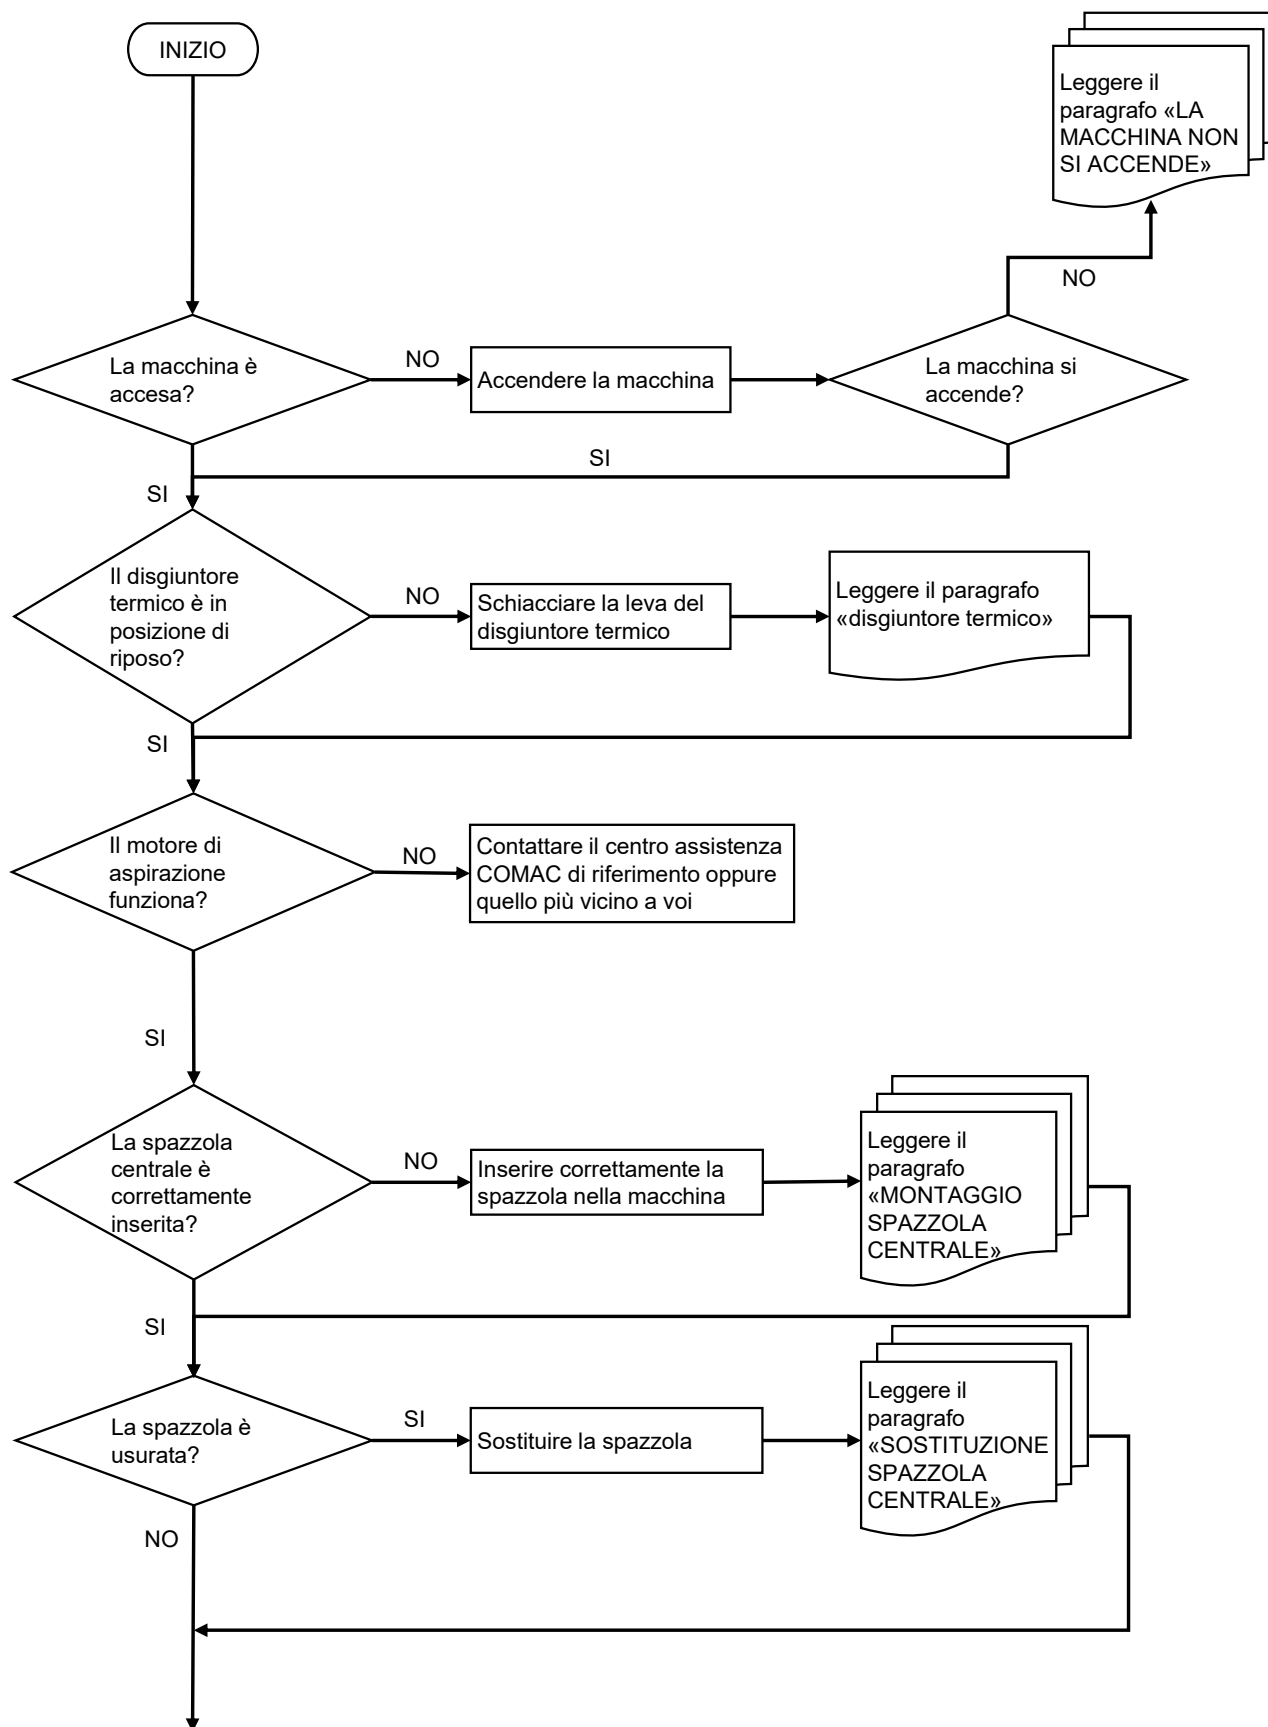 INIZIO
Leggere il
paragrafo «LA
MACCHINA NON
SI ACCENDE»
NO
La macchina è
accesa?
NO
Accendere la macchina
La macchina si
accende?
SI
SI
Il disgiuntore
termico è in
posizione di
riposo?
NO
Schiacciare la leva del
disgiuntore termico
Leggere il paragrafo
«disgiuntore termico»
SI
Il motore di
aspirazione
funziona?
NO
Contattare il centro assistenza
COMAC di riferimento oppure
quello più vicino a voi
SI
La spazzola
centrale è
correttamente
inserita?
NO
Inserire correttamente la
spazzola nella macchina
Leggere il
paragrafo
«MONTAGGIO
SPAZZOLA
CENTRALE»
SI
La spazzola è
usurata?
SI
Sostituire la spazzola
Leggere il
paragrafo
«SOSTITUZIONE
SPAZZOLA
CENTRALE»
NO